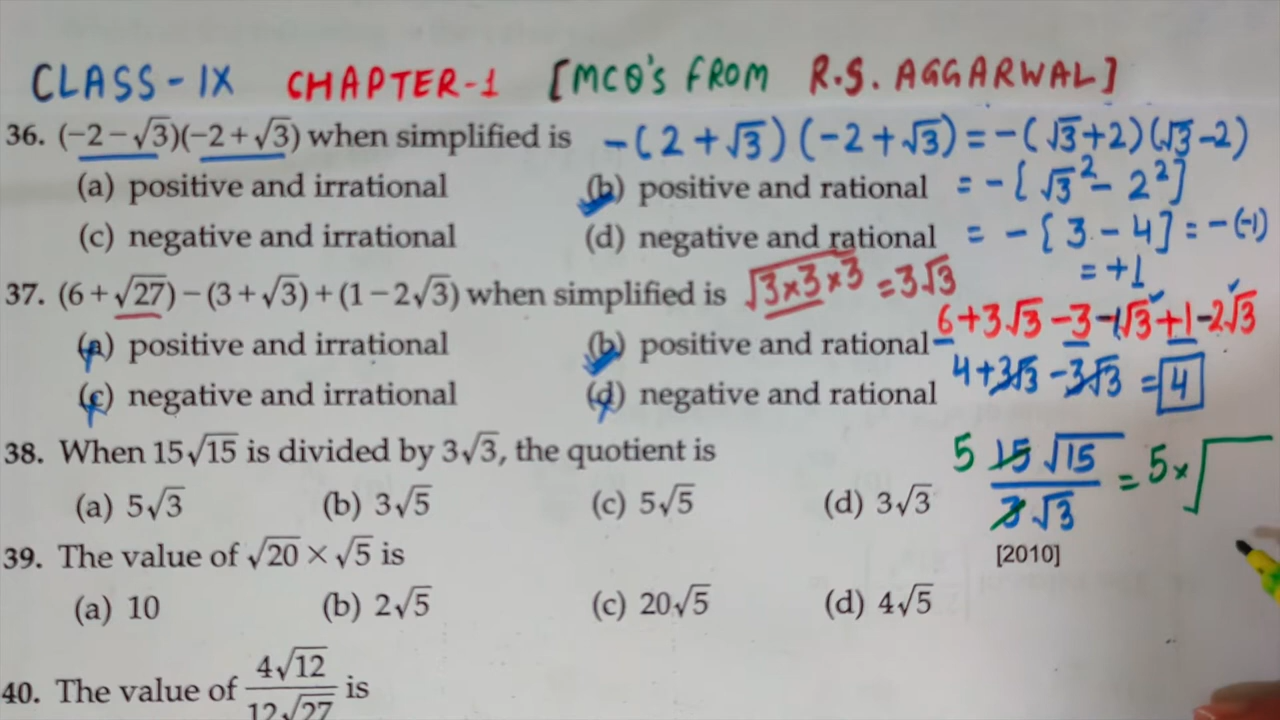 CLASS-IX CHAPTER-1 [MCQ's FROM R.S. AGGARWAL]
36. (−2 − √3)(−2 + √3) when simplified is −(2 + √3)(−2 + √3) = −(√3 + 2)(√3 − 2)
(a) positive and irrational (b) positive and rational = −[√3² − 2²]
(c) negative and irrational (d) negative and rational = −[3 − 4] = −(−1)
= +1
37. (6 + √27) − (3 + √3) + (1 − 2√3) when simplified is √3×3×3 = 3√3
6 + 3√3 − 3 − 1√3 + 1 − 2√3
(a) positive and irrational (b) positive and rational
4 + 3√3 − 3√3 = 4
(c) negative and irrational (d) negative and rational
38. When 15√15 is divided by 3√3, the quotient is 5 15√15 / 3√3 = 5 × √
(a) 5√3 (b) 3√5 (c) 5√5 (d) 3√3
39. The value of √20 × √5 is [2010]
(a) 10 (b) 2√5 (c) 20√5 (d) 4√5
40. The value of 4√12 / 12√27 is